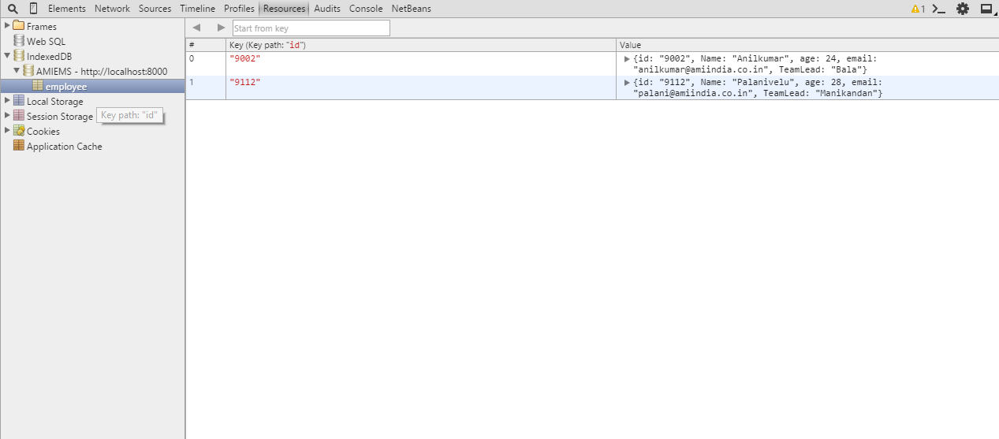 Elements Network Sources Timeline Profiles Resources Audits Console NetBeans 1
Frames
Web SQL
IndexedDB
AMIEMS - http://localhost:8000
employee
Local Storage
Session Storage
Key path: "id"
Cookies
Application Cache
Start from key
# Key (Key path: "id") Value
0 "9002" {id: "9002", Name: "Anilkumar", age: 24, email:
"anilkumar@amiindia.co.in", TeamLead: "Bala"}
1 "9112" {id: "9112", Name: "Palanivelu", age: 28, email:
"palani@amiindia.co.in", TeamLead: "Manikandan"}